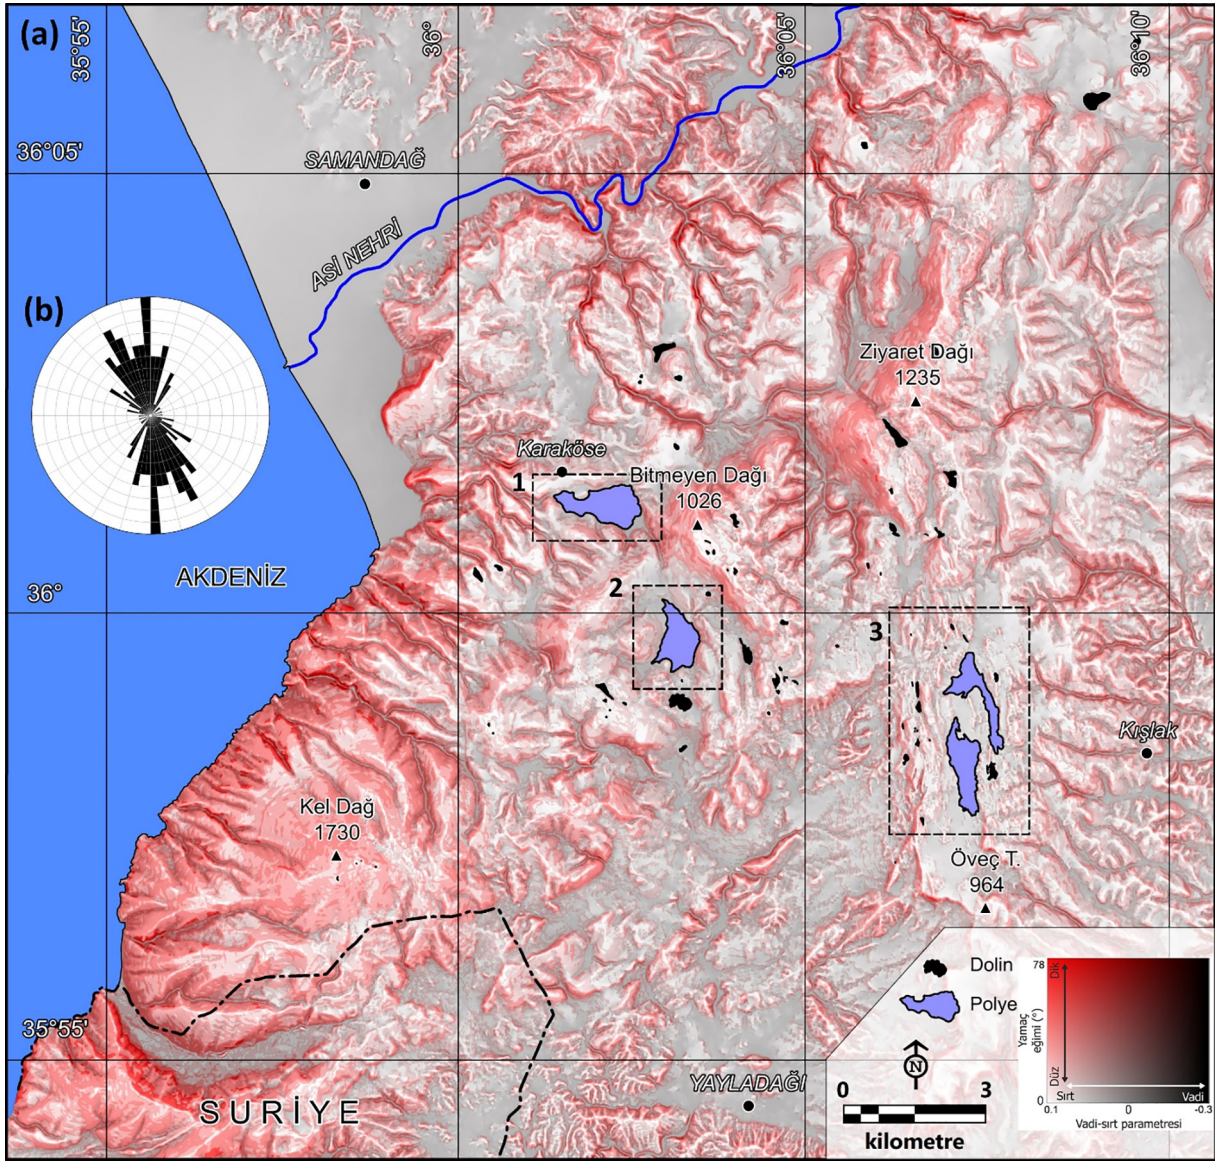 (a)
35°55'
36°
36°05'
36°10'
36°05'
SAMANDAĞ
ASİ NEHRİ
(b)
Ziyaret Dağı
1235
Karaköse
1
Bitmeyen Dağı
1026
AKDENİZ
36°
2
3
Kışlak
Kel Dağ
1730
Öveç T.
964
35°55'
SURİYE
YAYLADAĞI
Dolin
Polye
N
0 3
kilometre
78
Dik
Yamaç
eğimi (°)
Düz
0
Sırt Vadi
0.1 0 -0.3
Vadi-sırt parametresi